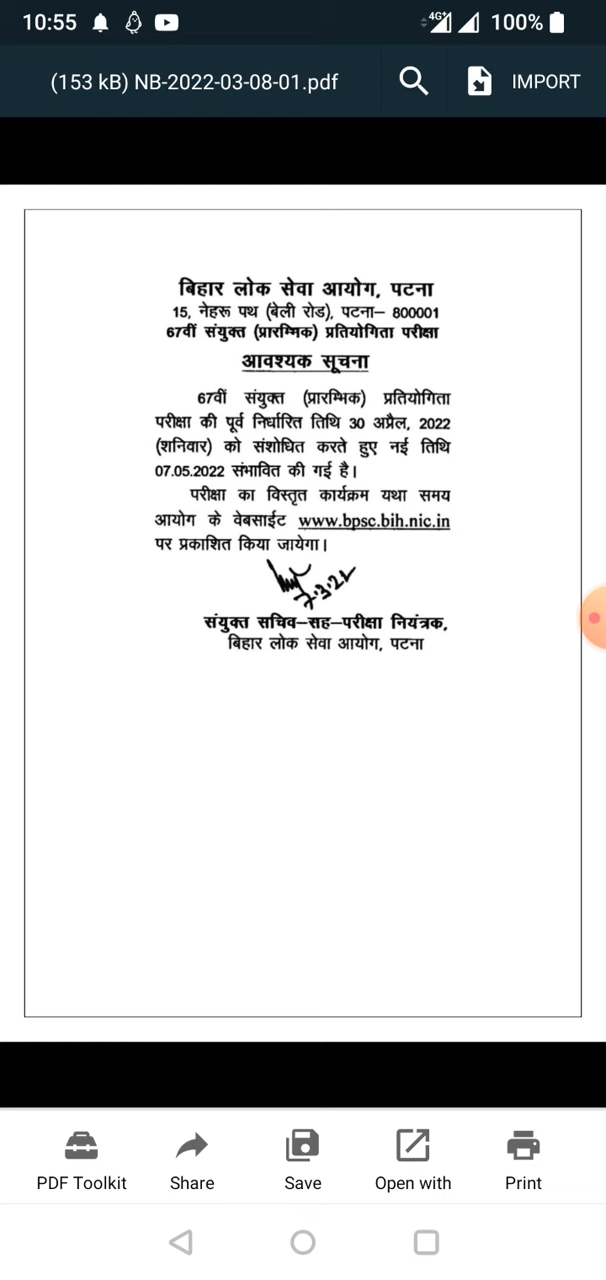 10:55 4G+ 100%
(153 kB) NB-2022-03-08-01.pdf IMPORT
बिहार लोक सेवा आयोग, पटना
15, नेहरू पथ (बेली रोड), पटना– 800001
67वीं संयुक्त (प्रारम्भिक) प्रतियोगिता परीक्षा
आवश्यक सूचना
67वीं संयुक्त (प्रारम्भिक) प्रतियोगिता
परीक्षा की पूर्व निर्धारित तिथि 30 अप्रैल, 2022
(शनिवार) को संशोधित करते हुए नई तिथि
07.05.2022 संभावित की गई है।
परीक्षा का विस्तृत कार्यक्रम यथा समय
आयोग के वेबसाईट www.bpsc.bih.nic.in
पर प्रकाशित किया जायेगा।
संयुक्त सचिव–सह–परीक्षा नियंत्रक,
बिहार लोक सेवा आयोग, पटना
PDF Toolkit Share Save Open with Print